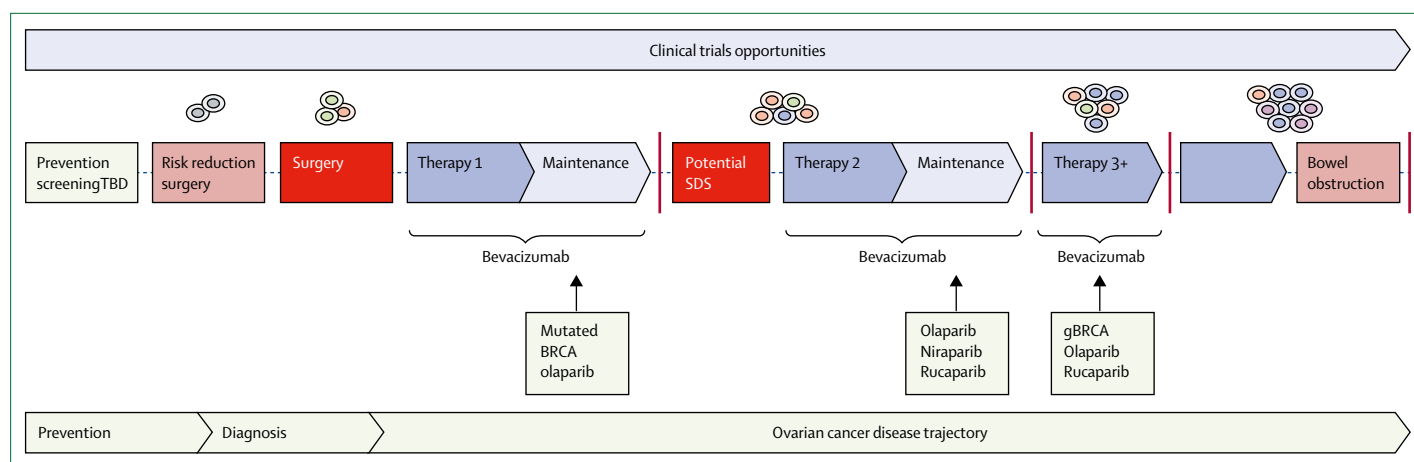 Clinical trials opportunities
Prevention
screeningTBD
Risk reduction
surgery
Surgery
Therapy 1
Maintenance
Potential
SDS
Therapy 2
Maintenance
Therapy 3+
Bowel
obstruction
Bevacizumab
Bevacizumab
Bevacizumab
Mutated
BRCA
olaparib
Olaparib
Niraparib
Rucaparib
gBRCA
Olaparib
Rucaparib
Prevention
Diagnosis
Ovarian cancer disease trajectory